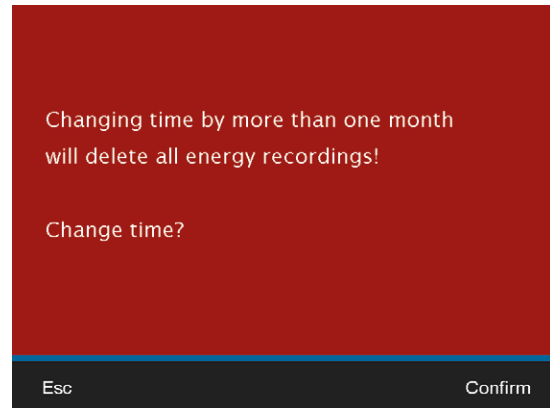 Changing time by more than one month
will delete all energy recordings!
Change time?
Esc
Confirm